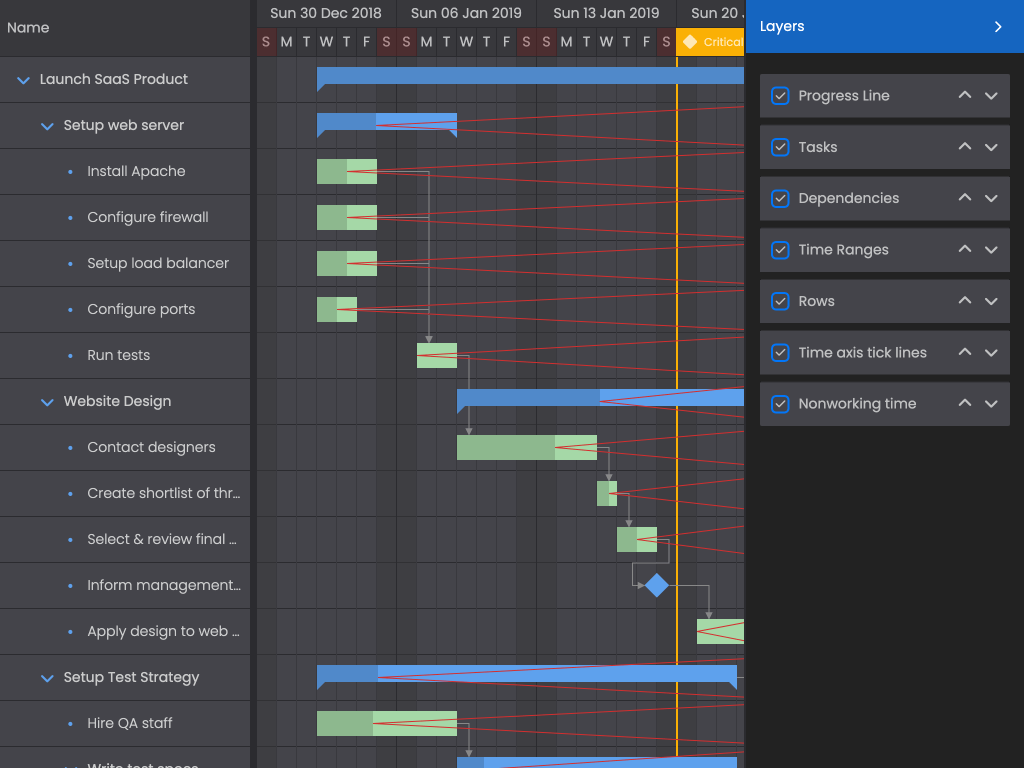 Name
Sun 30 Dec 2018 Sun 06 Jan 2019 Sun 13 Jan 2019 Sun 20
S M T W T F S S M T W T F S S M T W T F S Critical
Launch SaaS Product
Setup web server
Install Apache
Configure firewall
Setup load balancer
Configure ports
Run tests
Website Design
Contact designers
Create shortlist of thr...
Select & review final ...
Inform management...
Apply design to web ...
Setup Test Strategy
Hire QA staff
Write test specs
Layers
Progress Line
Tasks
Dependencies
Time Ranges
Rows
Time axis tick lines
Nonworking time